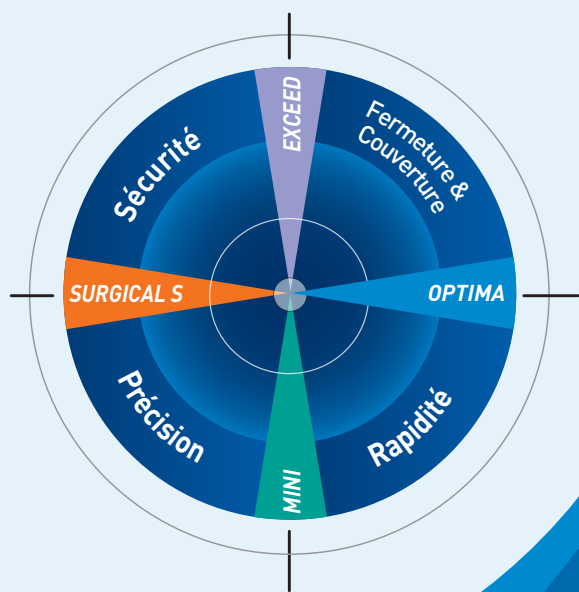 EXCEED
Sécurité
Fermeture &
Couverture
SURGICAL S
OPTIMA
Précision
Rapidité
MINI